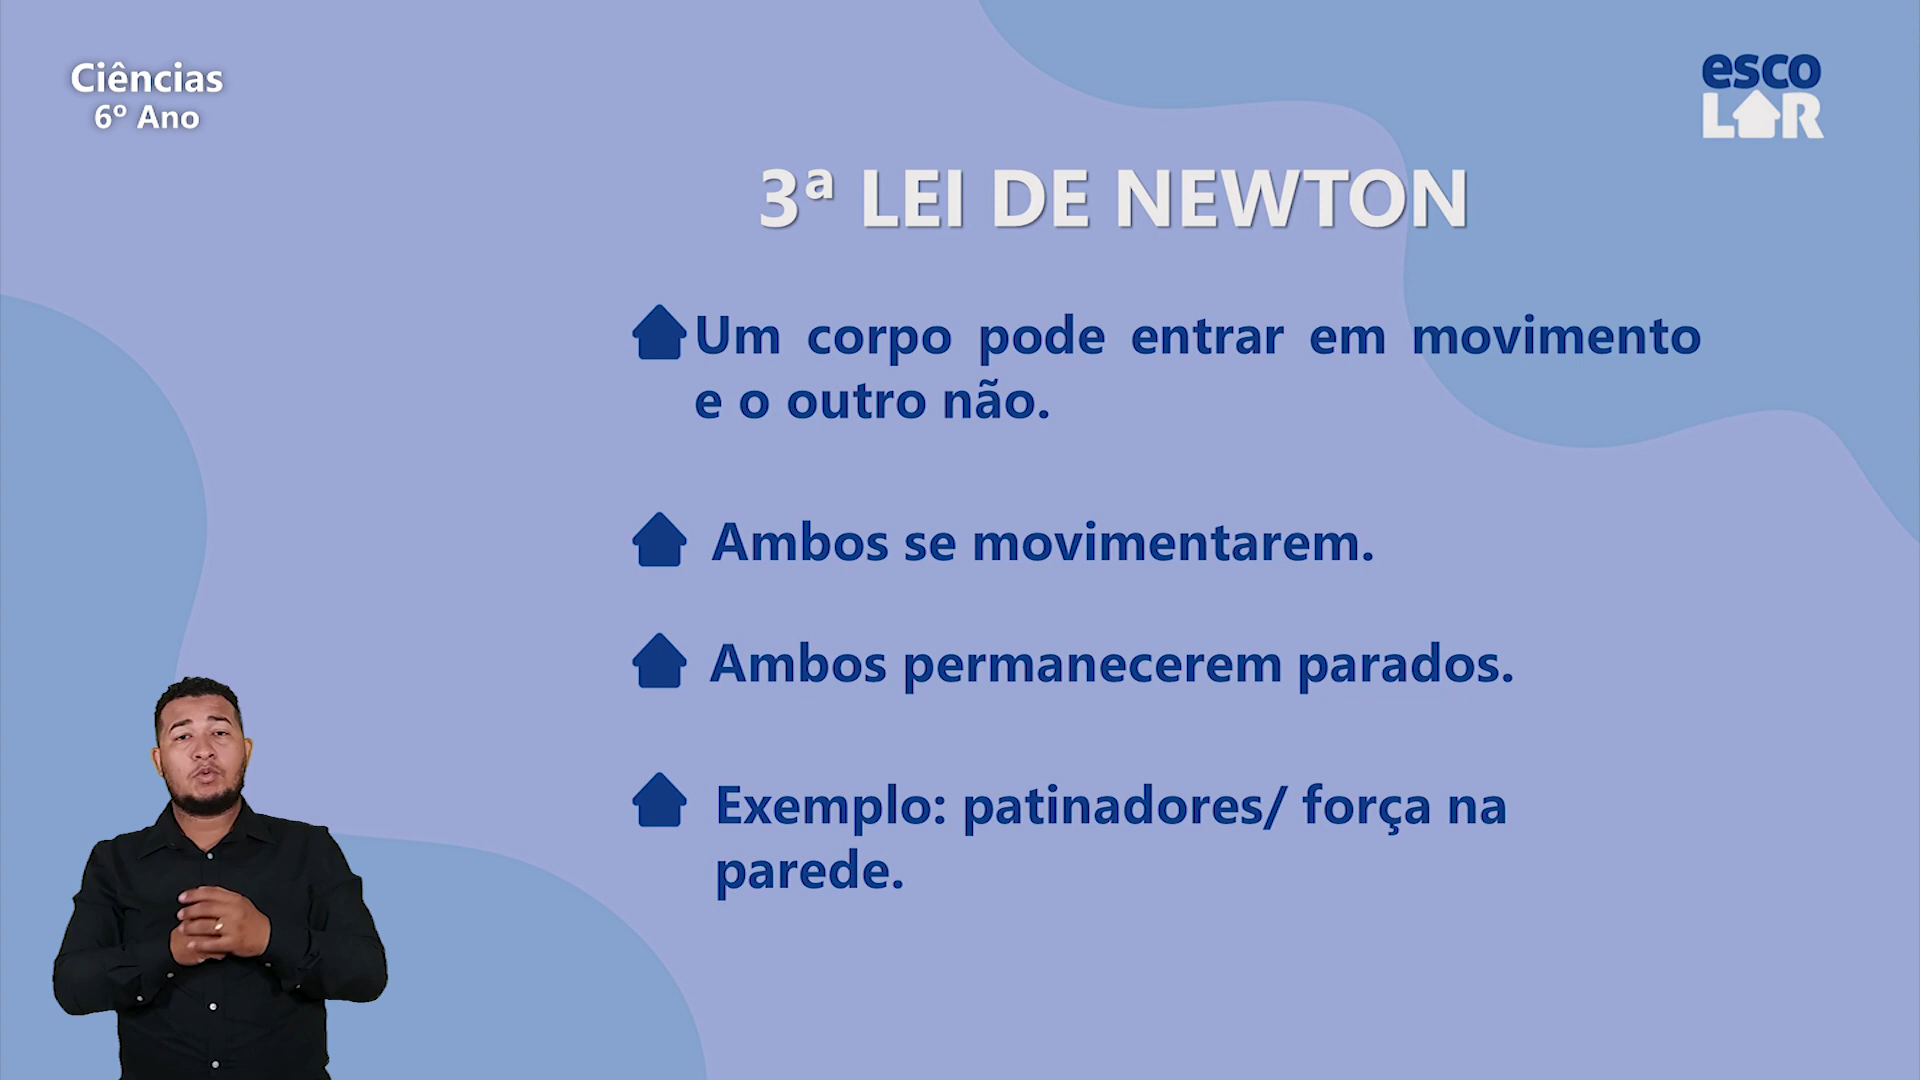 Ciências
6º Ano
esco
LAR
3ª LEI DE NEWTON
Um corpo pode entrar em movimento
e o outro não.
Ambos se movimentarem.
Ambos permanecerem parados.
Exemplo: patinadores/ força na
parede.